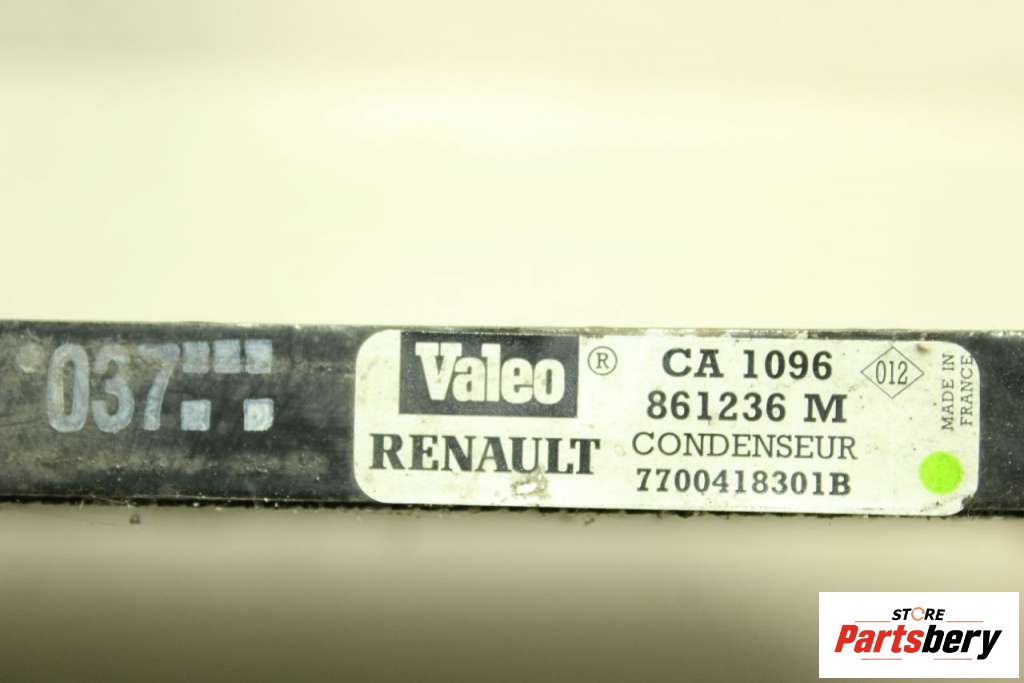 037
Valeo ®
RENAULT
CA 1096
861236 M
CONDENSEUR
7700418301B
012
MADE IN
FRANCE
STORE
Partsbery